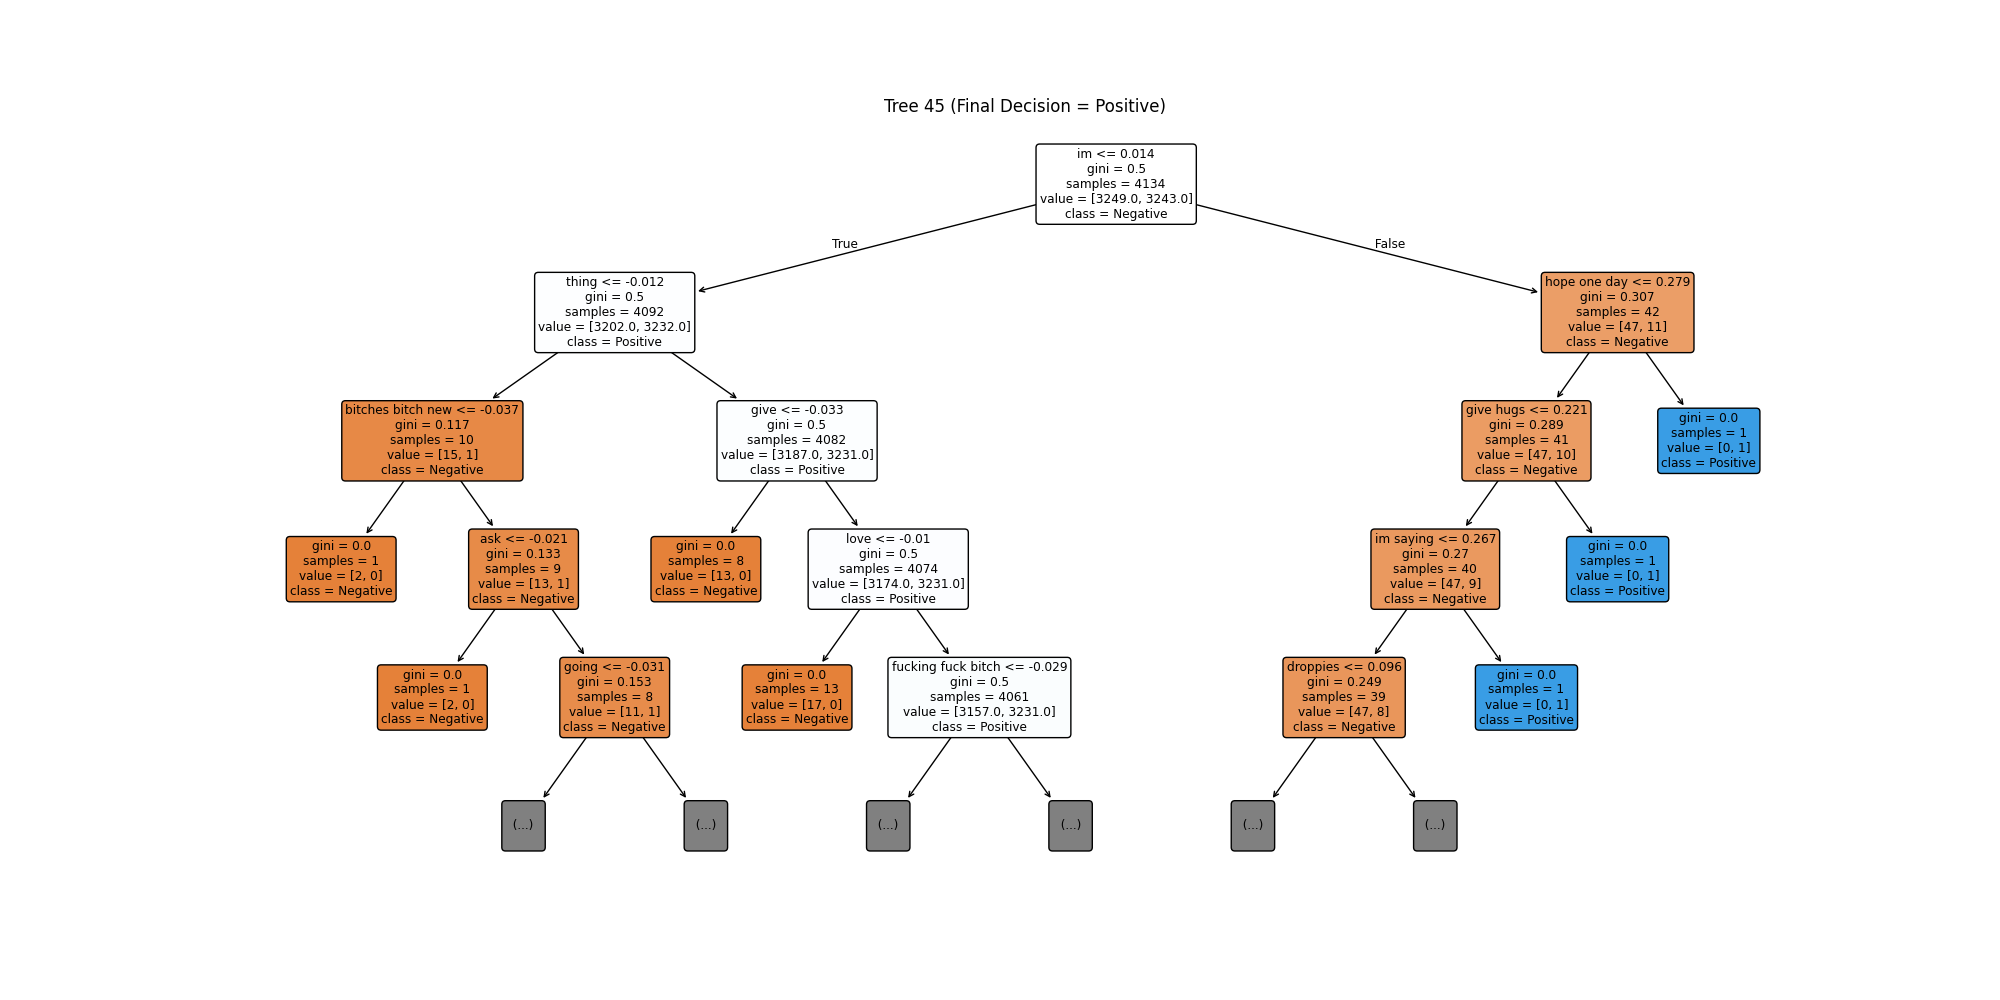 Tree 45 (Final Decision = Positive)
im <= 0.014
gini = 0.5
samples = 4134
value = [3249.0, 3243.0]
class = Negative
True
False
thing <= -0.012
gini = 0.5
samples = 4092
value = [3202.0, 3232.0]
class = Positive
hope one day <= 0.279
gini = 0.307
samples = 42
value = [47, 11]
class = Negative
bitches bitch new <= -0.037
gini = 0.117
samples = 10
value = [15, 1]
class = Negative
give <= -0.033
gini = 0.5
samples = 4082
value = [3187.0, 3231.0]
class = Positive
give hugs <= 0.221
gini = 0.289
samples = 41
value = [47, 10]
class = Negative
gini = 0.0
samples = 1
value = [0, 1]
class = Positive
gini = 0.0
samples = 1
value = [2, 0]
class = Negative
ask <= -0.021
gini = 0.133
samples = 9
value = [13, 1]
class = Negative
gini = 0.0
samples = 8
value = [13, 0]
class = Negative
love <= -0.01
gini = 0.5
samples = 4074
value = [3174.0, 3231.0]
class = Positive
im saying <= 0.267
gini = 0.27
samples = 40
value = [47, 9]
class = Negative
gini = 0.0
samples = 1
value = [0, 1]
class = Positive
gini = 0.0
samples = 1
value = [2, 0]
class = Negative
going <= -0.031
gini = 0.153
samples = 8
value = [11, 1]
class = Negative
gini = 0.0
samples = 13
value = [17, 0]
class = Negative
fucking fuck bitch <= -0.029
gini = 0.5
samples = 4061
value = [3157.0, 3231.0]
class = Positive
droppies <= 0.096
gini = 0.249
samples = 39
value = [47, 8]
class = Negative
gini = 0.0
samples = 1
value = [0, 1]
class = Positive
(...)
(...)
(...)
(...)
(...)
(...)